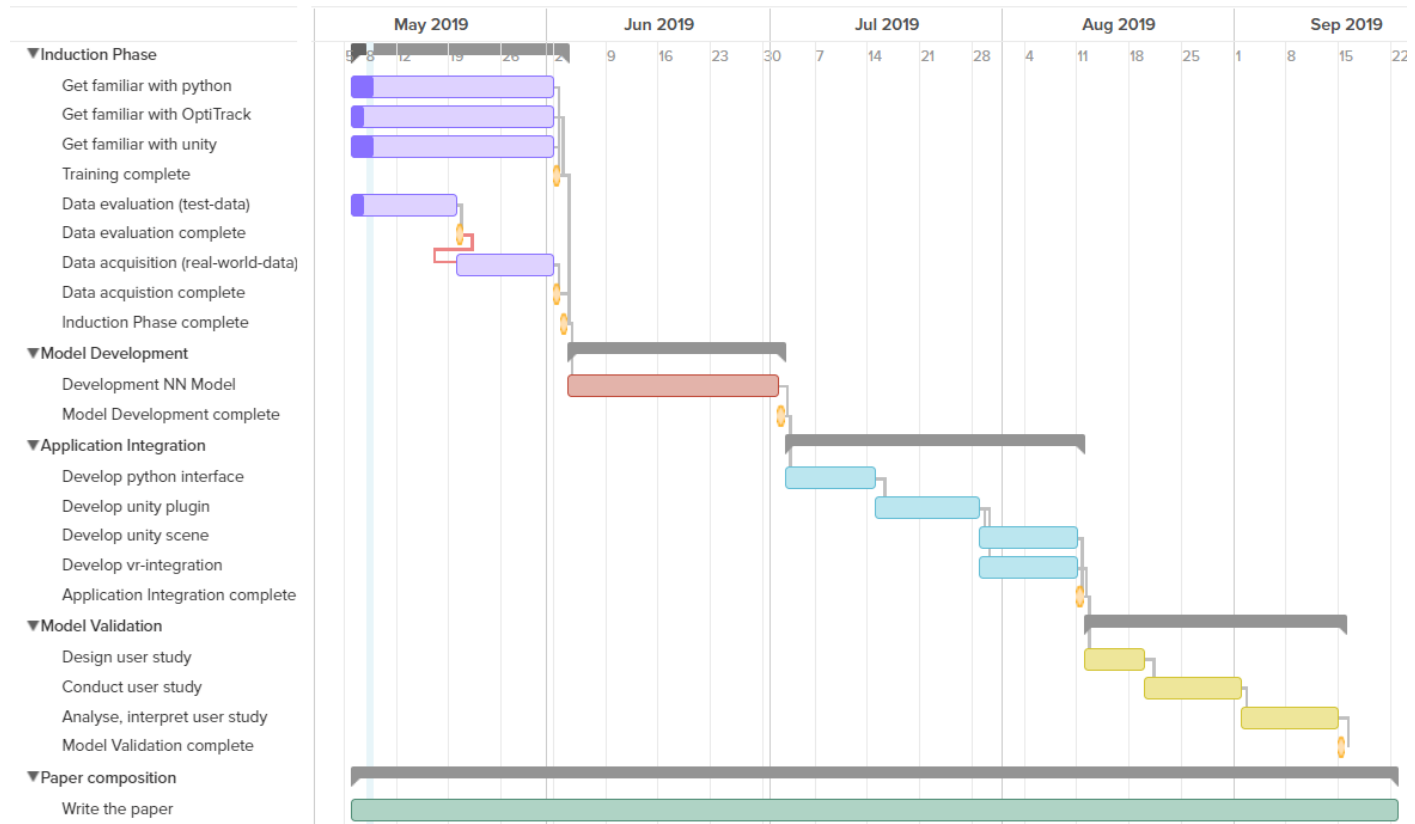 May 2019 Jun 2019 Jul 2019 Aug 2019 Sep 2019
5 8 12 19 26 2 9 16 23 30 7 14 21 28 4 11 18 25 1 8 15 22
Induction Phase
Get familiar with python
Get familiar with OptiTrack
Get familiar with unity
Training complete
Data evaluation (test-data)
Data evaluation complete
Data acquisition (real-world-data)
Data acquistion complete
Induction Phase complete
Model Development
Development NN Model
Model Development complete
Application Integration
Develop python interface
Develop unity plugin
Develop unity scene
Develop vr-integration
Application Integration complete
Model Validation
Design user study
Conduct user study
Analyse, interpret user study
Model Validation complete
Paper composition
Write the paper